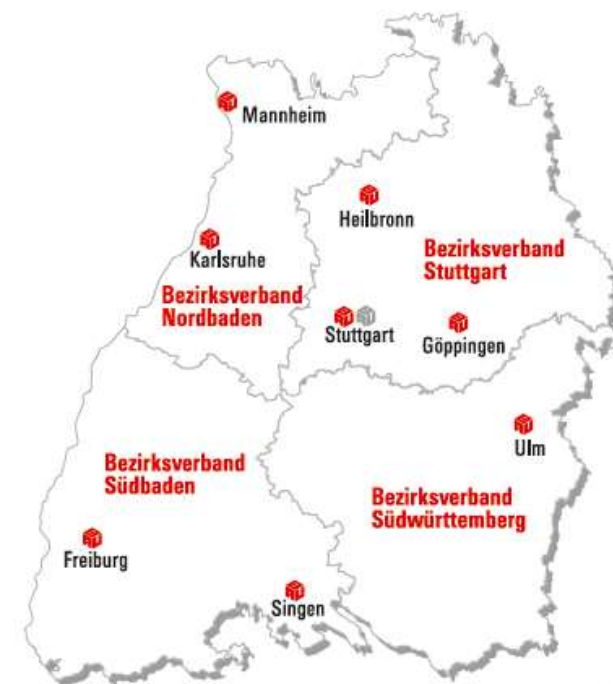 Mannheim
Heilbronn
Karlsruhe
Bezirksverband
Stuttgart
Bezirksverband
Nordbaden
Stuttgart
Göppingen
Ulm
Bezirksverband
Südbaden
Bezirksverband
Südwürttemberg
Freiburg
Singen